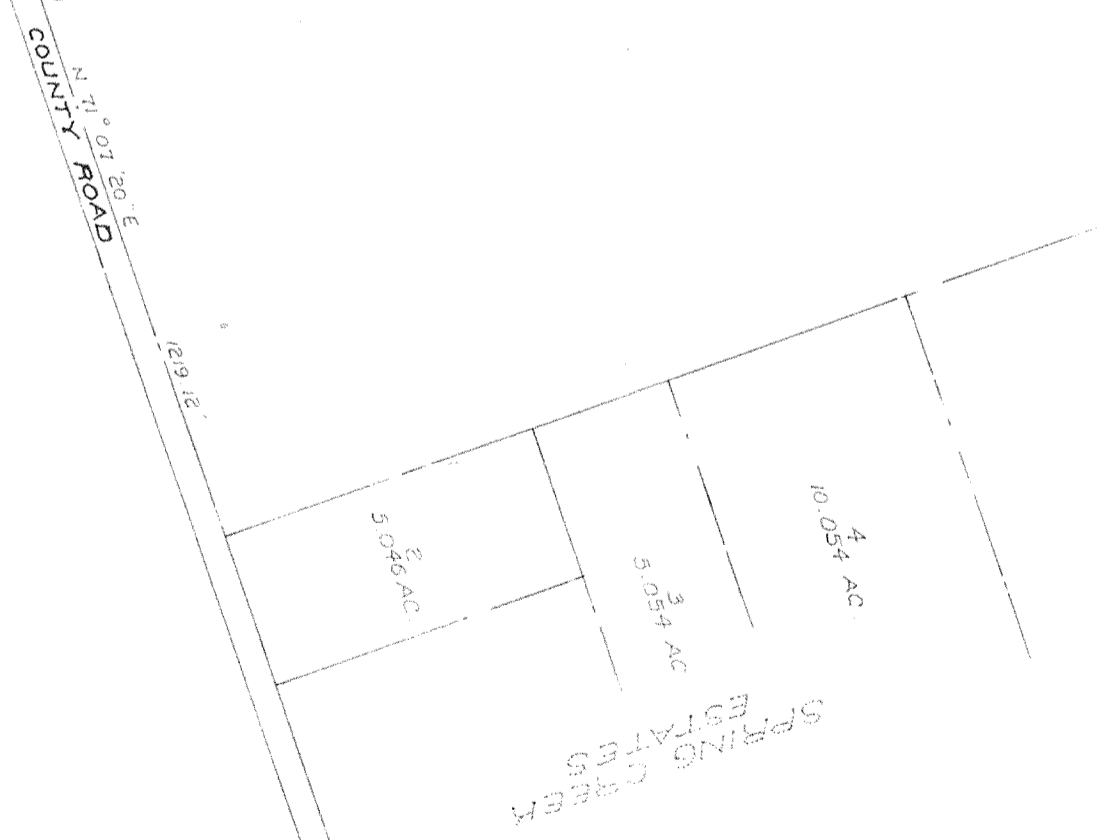 COUNTY ROAD
N 71° 07' 20" E
1219.12'
2
5.046 AC.
3
5.054 AC
4
10.054 AC.
SPRING CREEK
ESTATES